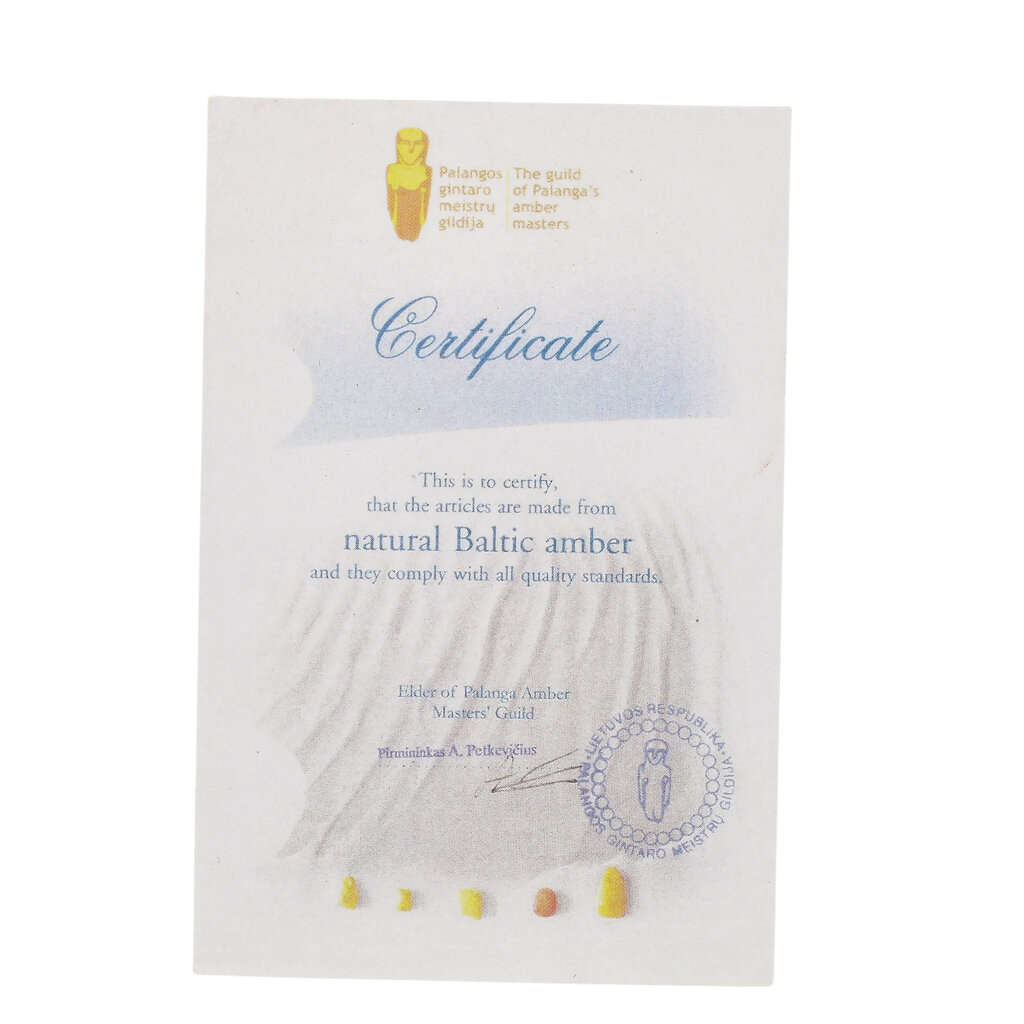 Palangos
gintaro
meistrų
gildija
The guild
of Palanga's
amber
masters
Certificate
This is to certify,
that the articles are made from
natural Baltic amber
and they comply with all quality standards.
Elder of Palanga Amber
Masters' Guild
Pirmininkas A. Petkevičius
LIETUVOS RESPUBLIKA
PALANGOS GINTARO MEISTRŲ GILDIJA